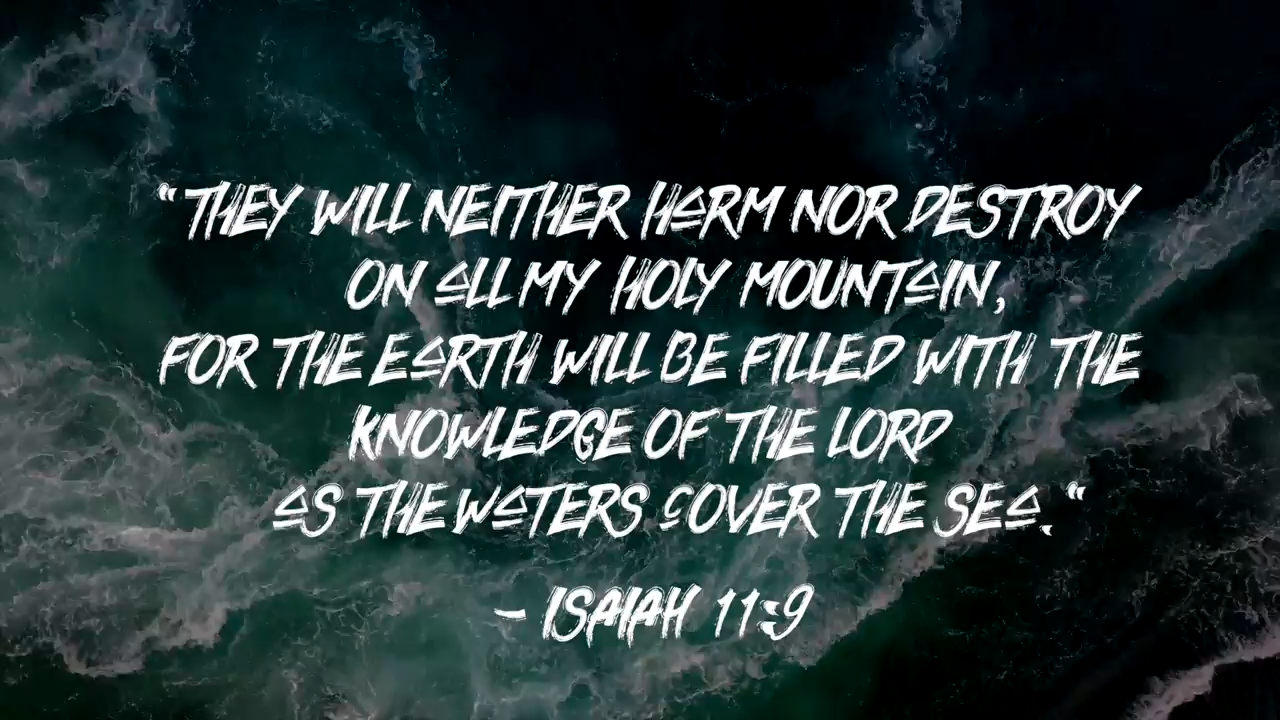 "THEY WILL NEITHER HARM NOR DESTROY
ON ALL MY HOLY MOUNTAIN,
FOR THE EARTH WILL BE FILLED WITH THE
KNOWLEDGE OF THE LORD
AS THE WATERS COVER THE SEA."
- ISAIAH 11:9